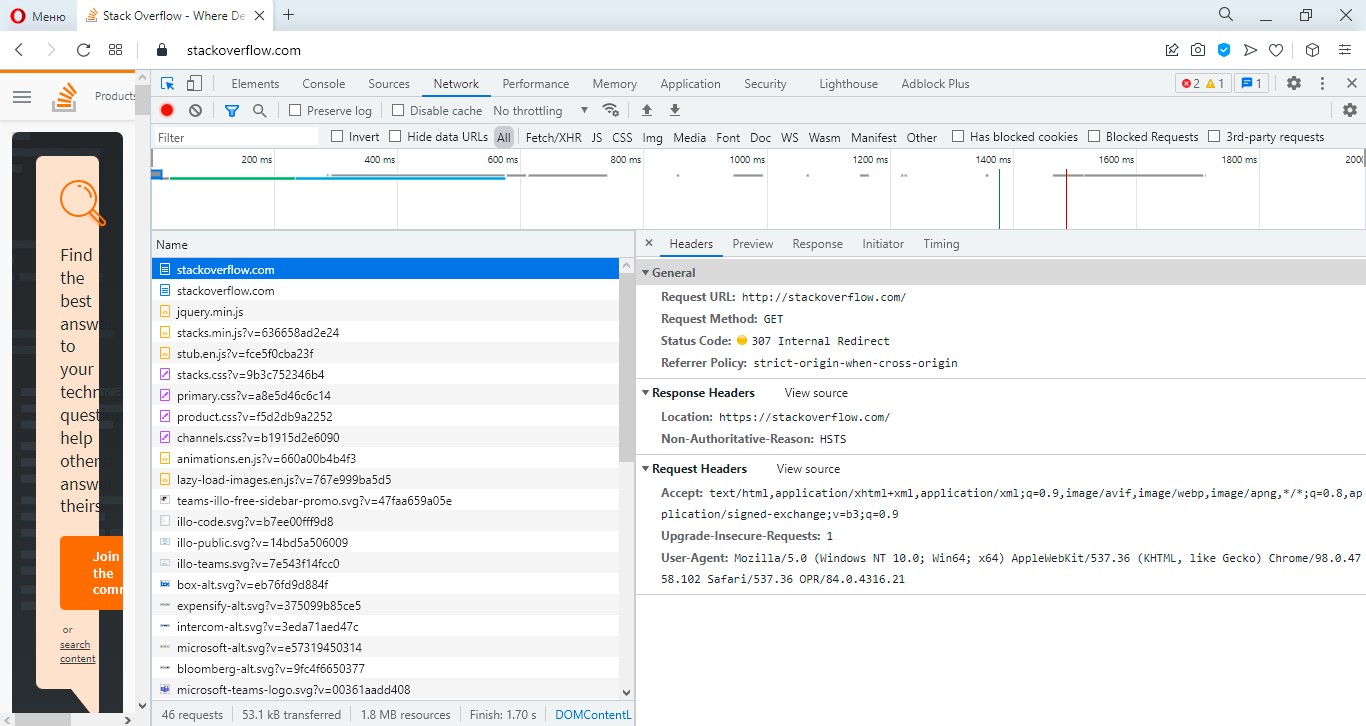 Меню
Stack Overflow - Where De
stackoverflow.com
Products
Elements Console Sources Network Performance Memory Application Security Lighthouse Adblock Plus 2 1 1
Preserve log Disable cache No throttling
Filter Invert Hide data URLs All Fetch/XHR JS CSS Img Media Font Doc WS Wasm Manifest Other Has blocked cookies Blocked Requests 3rd-party requests
200 ms 400 ms 600 ms 800 ms 1000 ms 1200 ms 1400 ms 1600 ms 1800 ms 200
Find
the
best
answ
to
your
techn
quest
help
other
answ
theirs
Join
the
comm
or
search
content
Name
stackoverflow.com
stackoverflow.com
jquery.min.js
stacks.min.js?v=636658ad2e24
stub.en.js?v=fce5f0cba23f
stacks.css?v=9b3c752346b4
primary.css?v=a8e5d46c6c14
product.css?v=f5d2db9a2252
channels.css?v=b1915d2e6090
animations.en.js?v=660a00b4b4f3
lazy-load-images.en.js?v=767e999ba5d5
teams-illo-free-sidebar-promo.svg?v=47faa659a05e
illo-code.svg?v=b7ee00fff9d8
illo-public.svg?v=14bd5a506009
illo-teams.svg?v=7e543f14fcc0
box-alt.svg?v=eb76fd9d884f
expensify-alt.svg?v=375099b85ce5
intercom-alt.svg?v=3eda71aed47c
microsoft-alt.svg?v=e57319450314
bloomberg-alt.svg?v=9fc4f6650377
microsoft-teams-logo.svg?v=00361aadd408
46 requests 53.1 kB transferred 1.8 MB resources Finish: 1.70 s DOMContentL
Headers Preview Response Initiator Timing
General
Request URL: http://stackoverflow.com/
Request Method: GET
Status Code: 307 Internal Redirect
Referrer Policy: strict-origin-when-cross-origin
Response Headers View source
Location: https://stackoverflow.com/
Non-Authoritative-Reason: HSTS
Request Headers View source
Accept: text/html,application/xhtml+xml,application/xml;q=0.9,image/avif,image/webp,image/apng,*/*;q=0.8,ap
plication/signed-exchange;v=b3;q=0.9
Upgrade-Insecure-Requests: 1
User-Agent: Mozilla/5.0 (Windows NT 10.0; Win64; x64) AppleWebKit/537.36 (KHTML, like Gecko) Chrome/98.0.47
58.102 Safari/537.36 OPR/84.0.4316.21